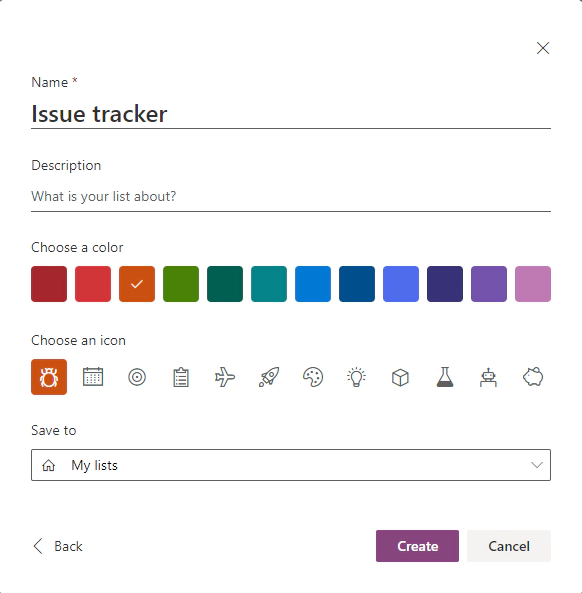 Name *
Issue tracker
Description
What is your list about?
Choose a color
Choose an icon
Save to
My lists
Back Create Cancel